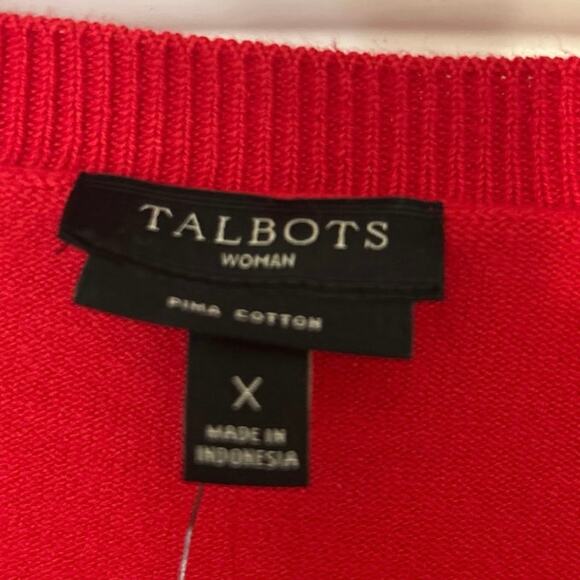 TALBOTS
WOMAN
PIMA COTTON
X
MADE IN
INDONESIA